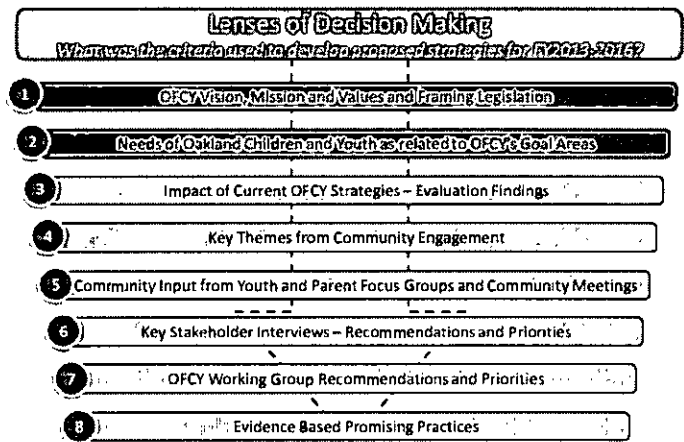 Lenses of Decision Making
What was the criteria used to develop proposed strategies for FY2013-2016?
1 OFCY Vision, Mission and Values and Framing Legislation
2 Needs of Oakland Children and Youth as related to OFCY's Goal Areas
3 Impact of Current OFCY Strategies – Evaluation Findings
4 Key Themes from Community Engagement
5 Community Input from Youth and Parent Focus Groups and Community Meetings
6 Key Stakeholder Interviews – Recommendations and Priorities
7 OFCY Working Group Recommendations and Priorities
8 Evidence Based Promising Practices